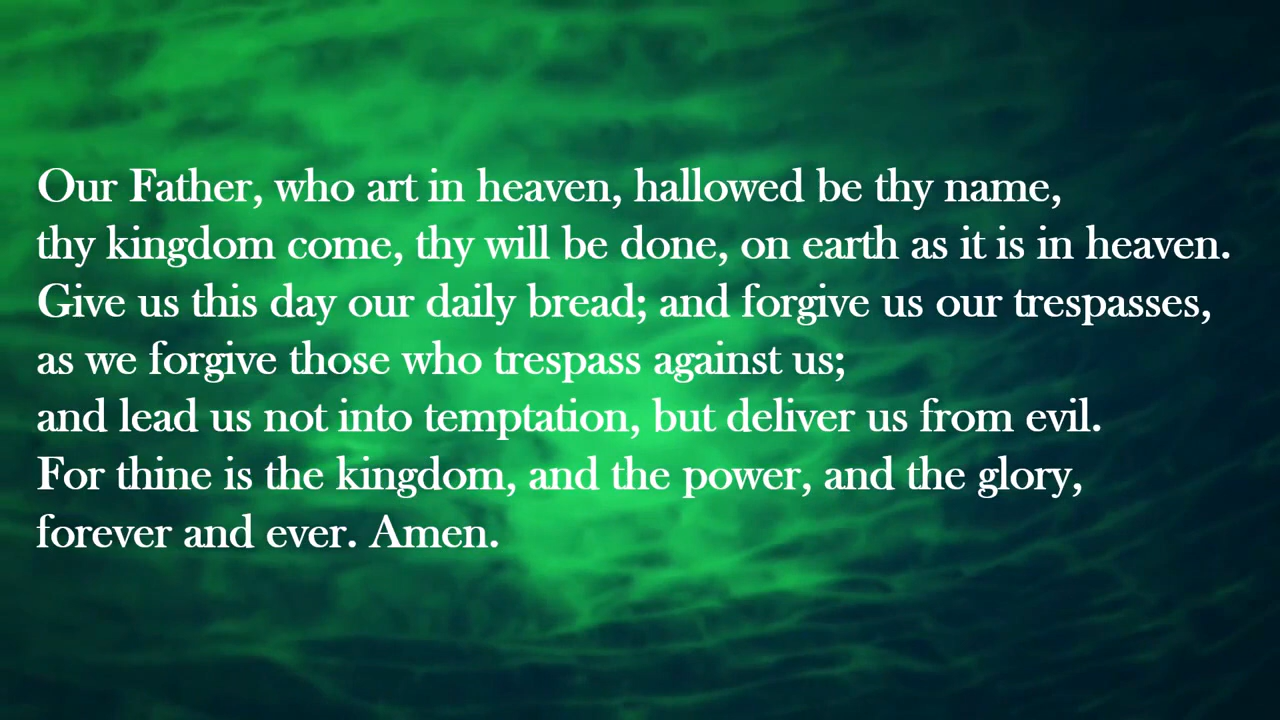 Our Father, who art in heaven, hallowed be thy name,
thy kingdom come, thy will be done, on earth as it is in heaven.
Give us this day our daily bread; and forgive us our trespasses,
as we forgive those who trespass against us;
and lead us not into temptation, but deliver us from evil.
For thine is the kingdom, and the power, and the glory,
forever and ever. Amen.